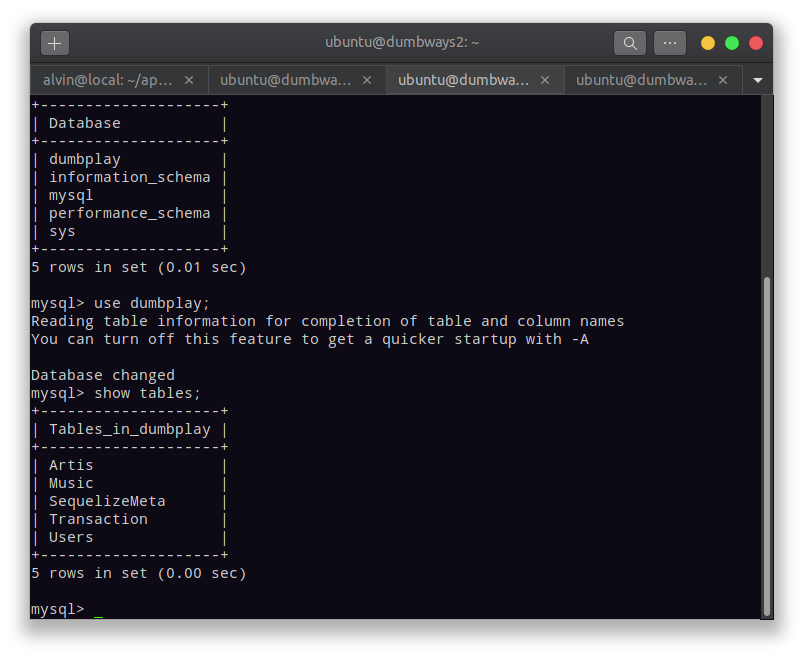 ubuntu@dumbways2: ~
alvin@local: ~/ap... × ubuntu@dumbwa... × ubuntu@dumbwa... × ubuntu@dumbwa... ×
+--------------------+
| Database           |
+--------------------+
| dumbplay           |
| information_schema |
| mysql              |
| performance_schema |
| sys                |
+--------------------+
5 rows in set (0.01 sec)
mysql> use dumbplay;
Reading table information for completion of table and column names
You can turn off this feature to get a quicker startup with -A
Database changed
mysql> show tables;
+--------------------+
| Tables_in_dumbplay |
+--------------------+
| Artis              |
| Music              |
| SequelizeMeta      |
| Transaction        |
| Users              |
+--------------------+
5 rows in set (0.00 sec)
mysql> _